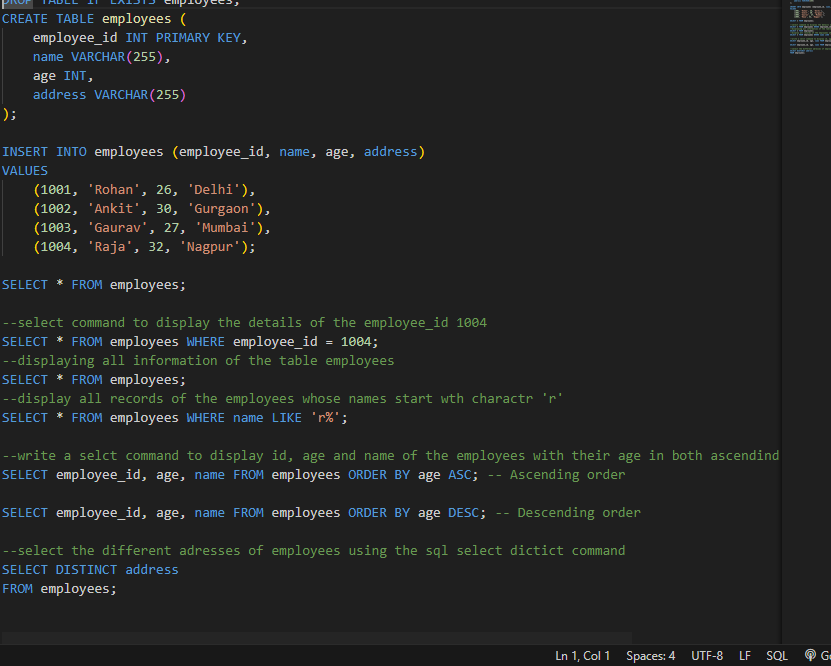 DROP TABLE IF EXISTS employees;
CREATE TABLE employees (
    employee_id INT PRIMARY KEY,
    name VARCHAR(255),
    age INT,
    address VARCHAR(255)
);

INSERT INTO employees (employee_id, name, age, address)
VALUES
    (1001, 'Rohan', 26, 'Delhi'),
    (1002, 'Ankit', 30, 'Gurgaon'),
    (1003, 'Gaurav', 27, 'Mumbai'),
    (1004, 'Raja', 32, 'Nagpur');

SELECT * FROM employees;

--select command to display the details of the employee_id 1004
SELECT * FROM employees WHERE employee_id = 1004;
--displaying all information of the table employees
SELECT * FROM employees;
--display all records of the employees whose names start wth charactr 'r'
SELECT * FROM employees WHERE name LIKE 'r%';

--write a selct command to display id, age and name of the employees with their age in both ascendind
SELECT employee_id, age, name FROM employees ORDER BY age ASC; -- Ascending order

SELECT employee_id, age, name FROM employees ORDER BY age DESC; -- Descending order

--select the different adresses of employees using the sql select dictict command
SELECT DISTINCT address
FROM employees;
Ln 1, Col 1 Spaces: 4 UTF-8 LF SQL